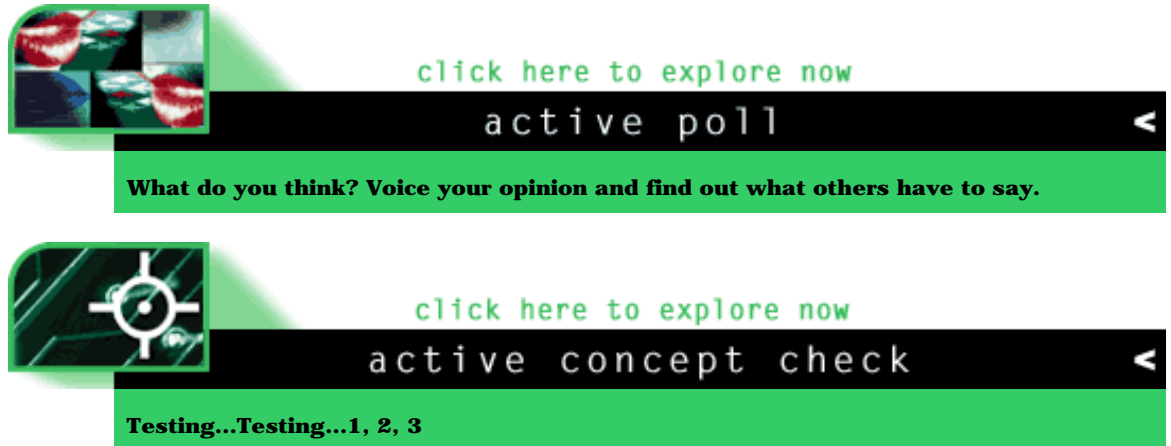 click here to explore now
active poll <
What do you think? Voice your opinion and find out what others have to say.
click here to explore now
active concept check <
Testing...Testing...1, 2, 3